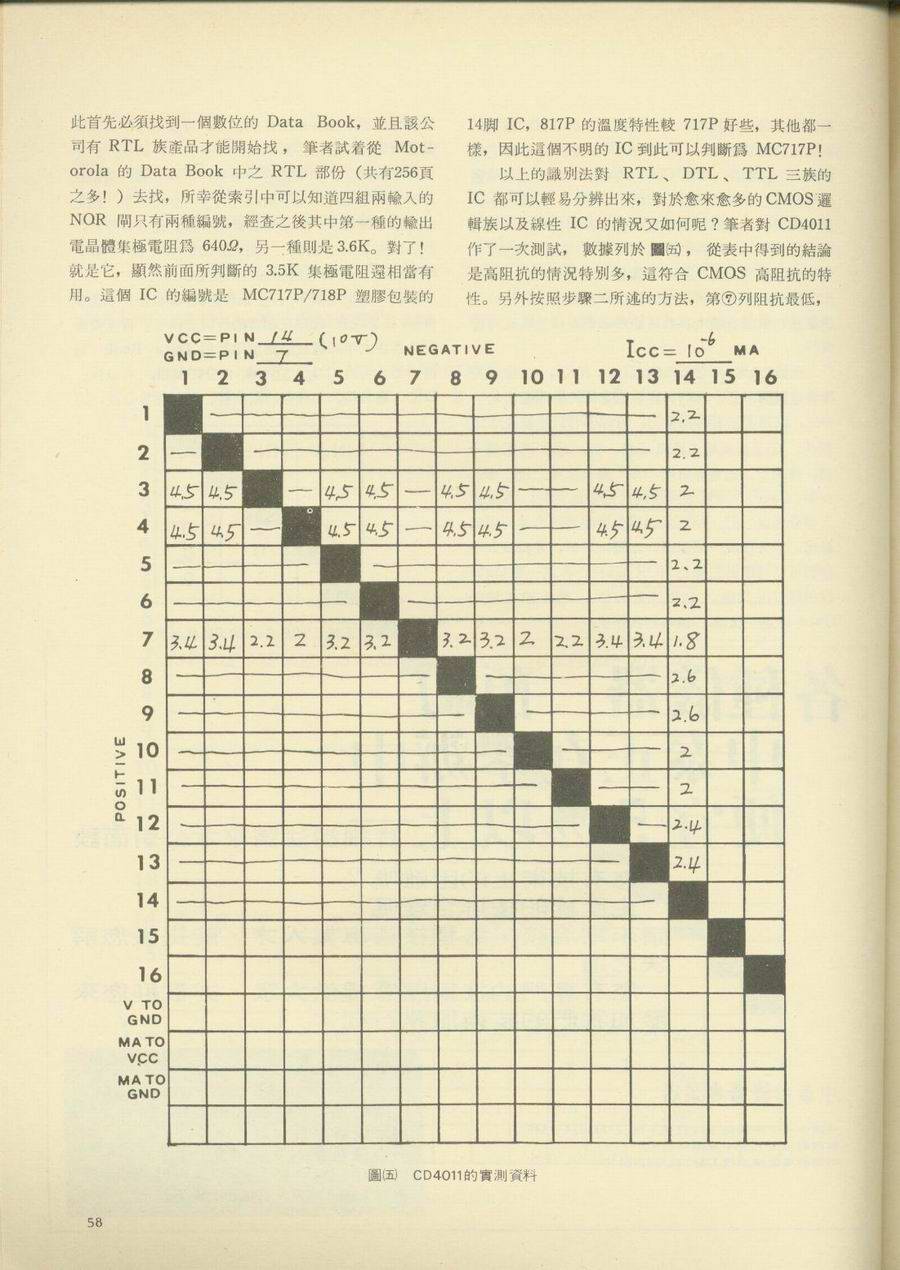 此首先必須找到一個數位的 Data Book，並且該公
司有 RTL 族產品才能開始找，筆者試着從 Mot-
orola 的 Data Book 中之 RTL 部份（共有256頁
之多！）去找，所幸從索引中可以知道四組兩輸入的
NOR 閘只有兩種編號，經查之後其中第一種的輸出
電晶體集極電阻爲 640Ω，另一種則是3.6K。對了！
就是它，顯然前面所判斷的 3.5K 集極電阻還相當有
用。這個 IC 的編號是 MC717P/718P 塑膠包裝的
14脚 IC，817P 的溫度特性較 717P 好些，其他都一
樣，因此這個不明的 IC 到此可以判斷爲 MC717P！
以上的識別法對 RTL、DTL、TTL 三族的
IC 都可以輕易分辨出來，對於愈來愈多的CMOS邏
輯族以及線性 IC 的情況又如何呢？筆者對 CD4011
作了一次測試，數據列於圖㈤，從表中得到的結論
是高阻抗的情況特別多，這符合 CMOS 高阻抗的特
性。另外按照步驟二所述的方法，第⑦列阻抗最低，
VCC=PIN 14 (10V)
GND=PIN 7
NEGATIVE
ICC= 10⁻⁶ MA
1 2 3 4 5 6 7 8 9 10 11 12 13 14 15 16
POSITIVE
1 — 2.2
2 — — 2.2
3 4.5 4.5 — 4.5 4.5 — 4.5 4.5 — 4.5 4.5 2
4 4.5 4.5 — 4.5 4.5 — 4.5 4.5 — 4.5 4.5 2
5 — — 2.2
6 — — 2.2
7 3.4 3.4 2.2 2 3.2 3.2 3.2 3.2 2 2.2 3.4 3.4 1.8
8 — — 2.6
9 — — 2.6
10 — — 2
11 — — 2
12 — — 2.4
13 — 2.4
14 —
15
16
V TO
GND
MA TO
VCC
MA TO
GND
圖㈤ CD4011的實測資料
58